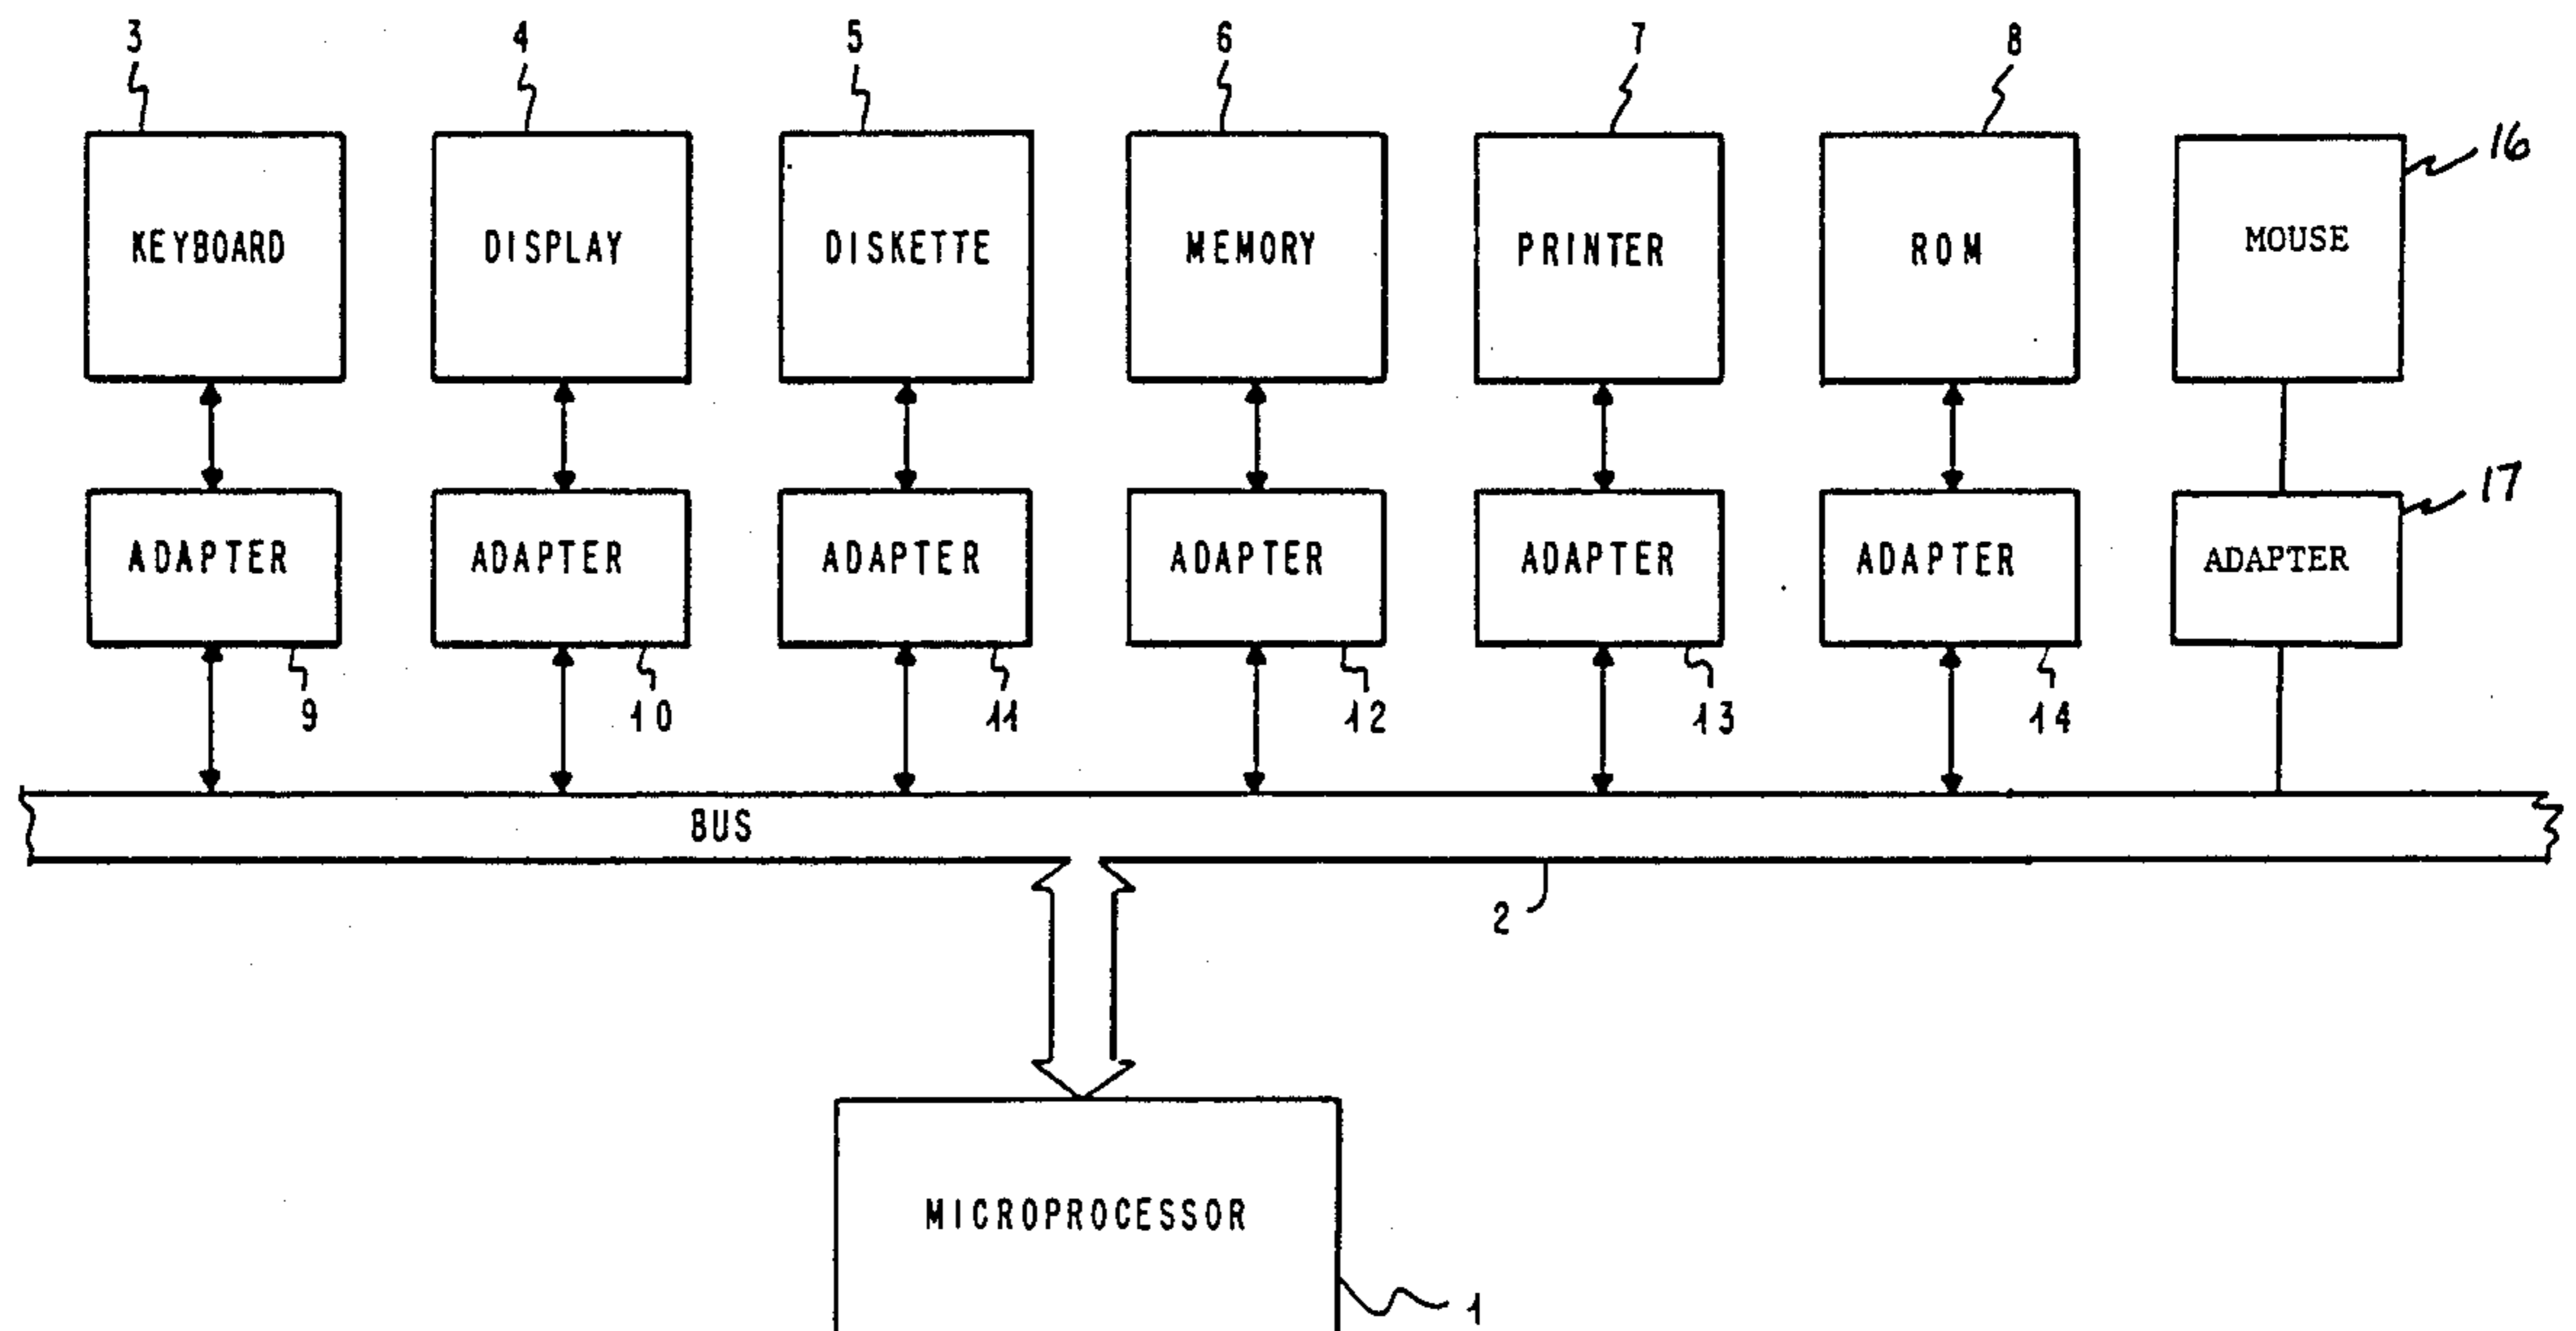 3 4 5 6 7 8
16
KEYBOARD DISPLAY DISKETTE MEMORY PRINTER ROM MOUSE
17
ADAPTER ADAPTER ADAPTER ADAPTER ADAPTER ADAPTER ADAPTER
9 10 11 12 13 14
BUS
2
MICROPROCESSOR
1